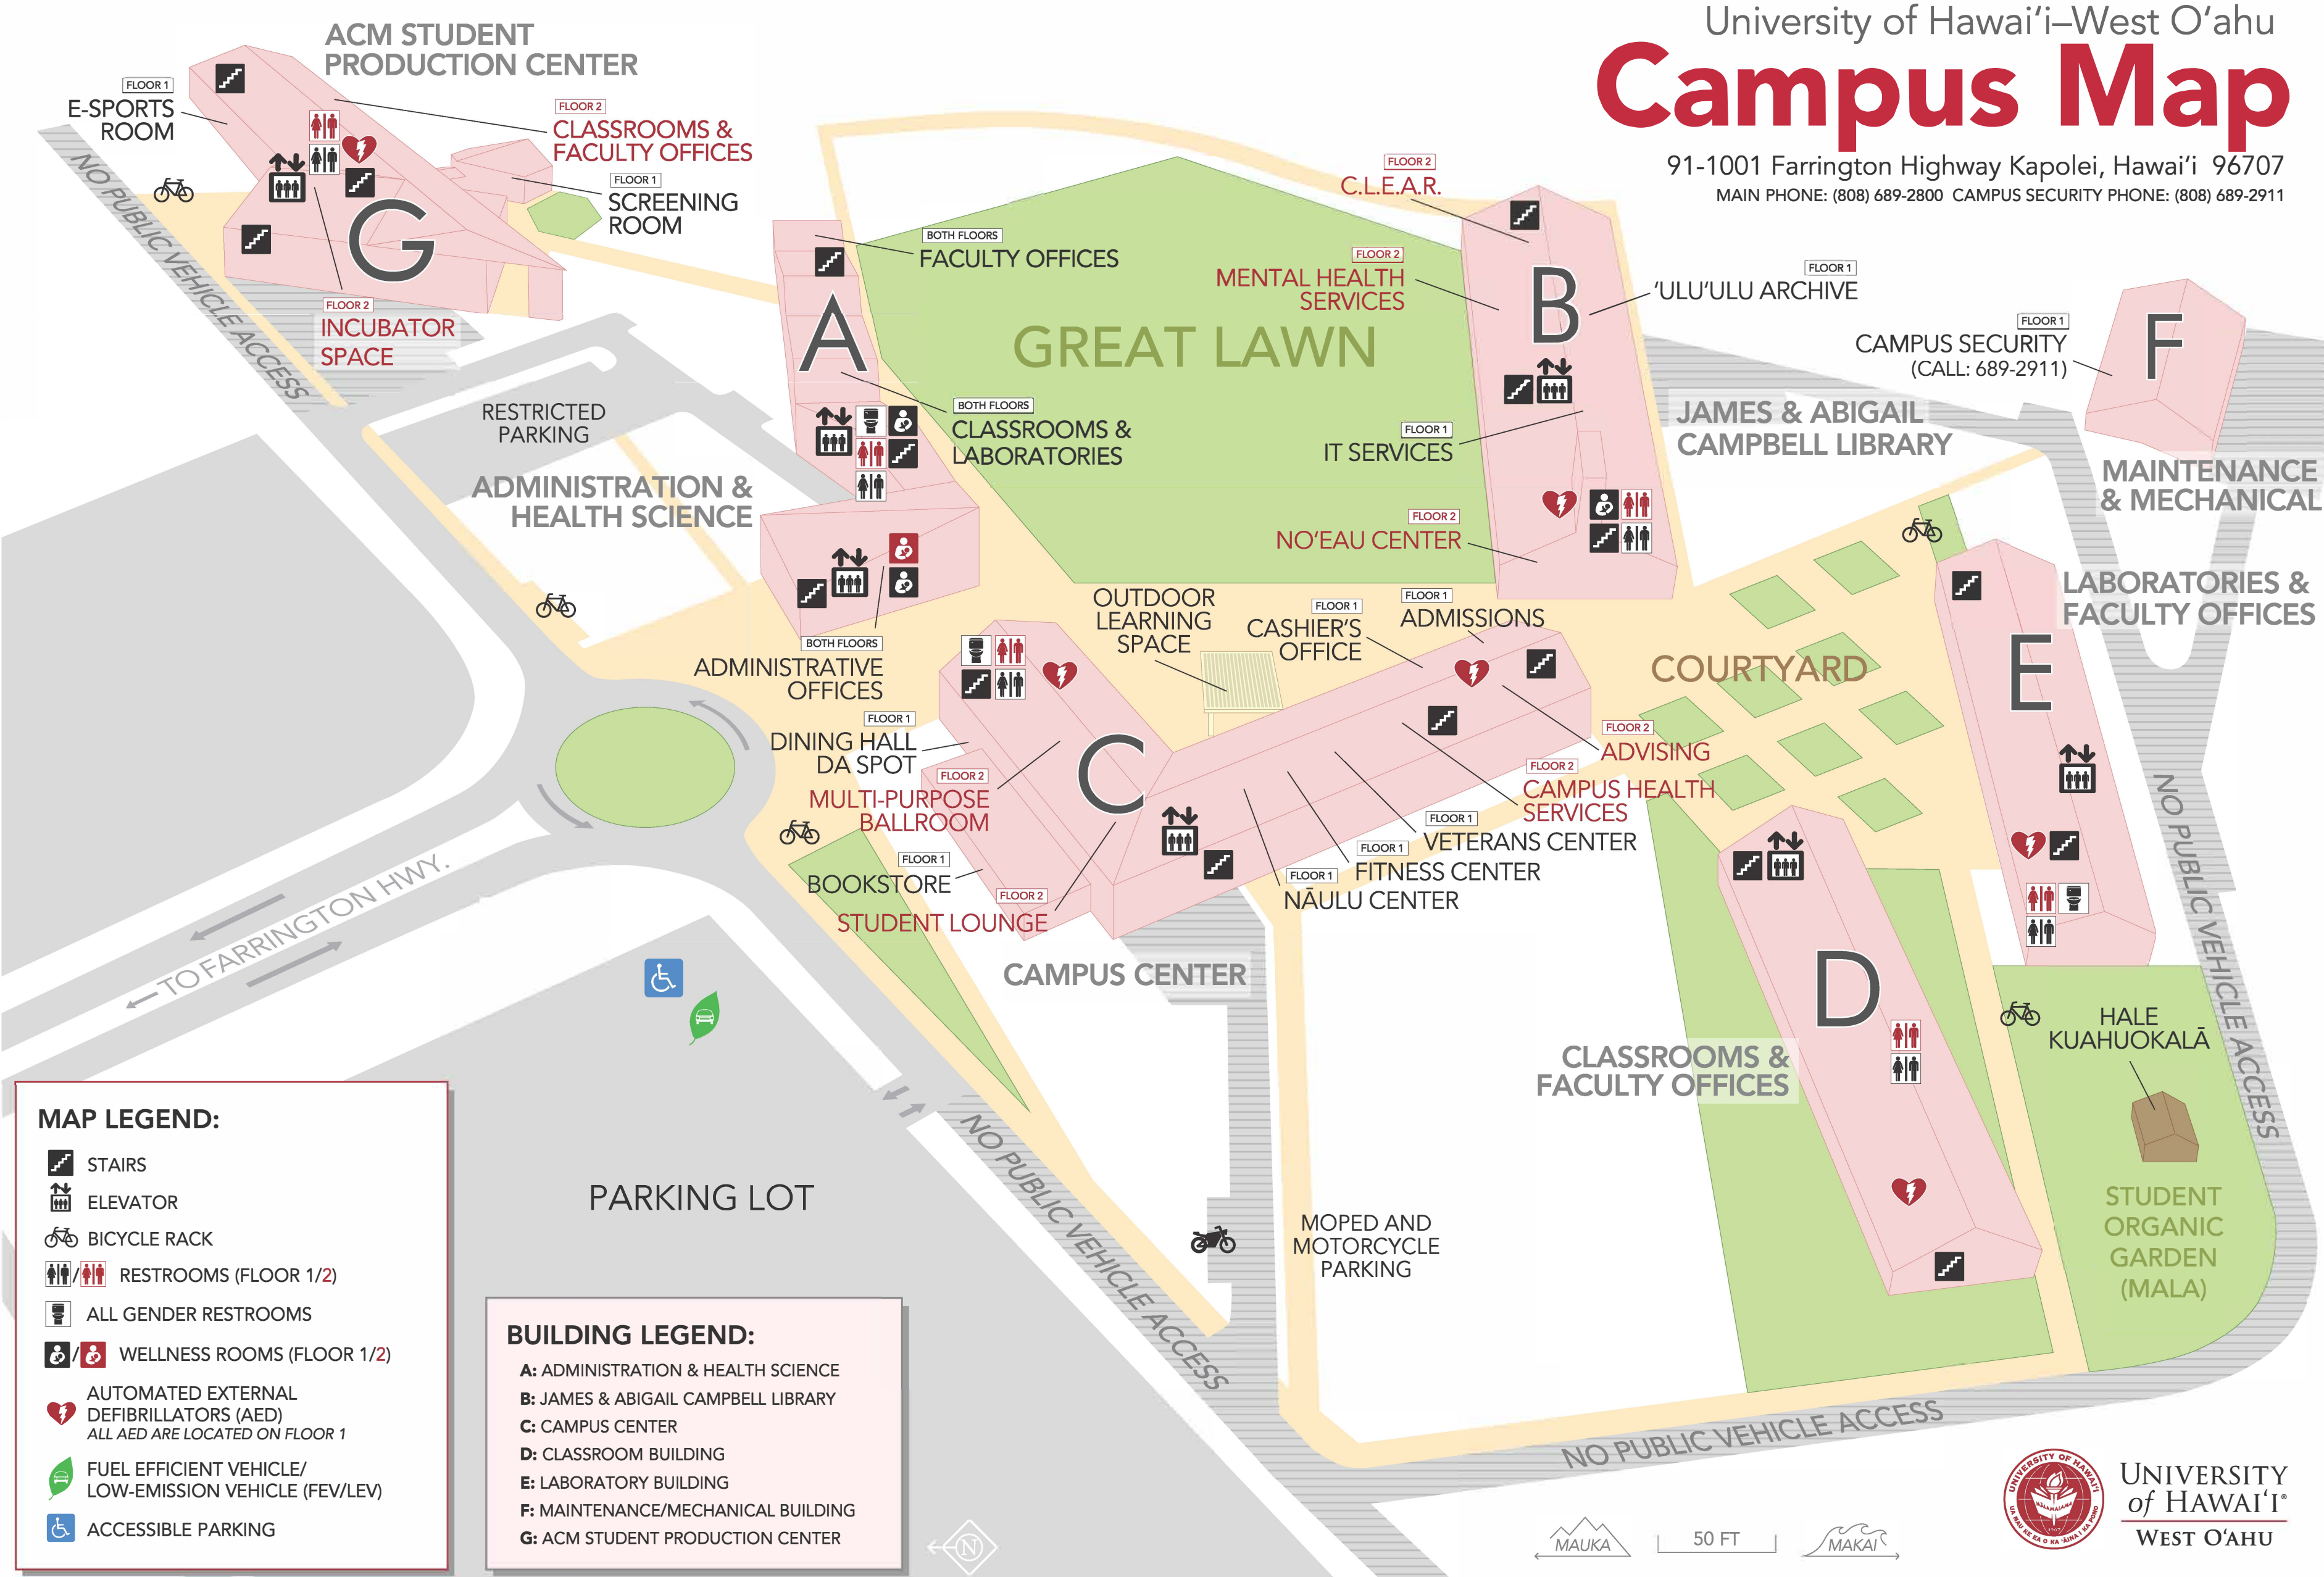 University of Hawai‘i–West O‘ahu
Campus Map
91-1001 Farrington Highway Kapolei, Hawai‘i 96707
MAIN PHONE: (808) 689-2800 CAMPUS SECURITY PHONE: (808) 689-2911
ACM STUDENT
PRODUCTION CENTER
FLOOR 1
E-SPORTS
ROOM
FLOOR 2
CLASSROOMS &
FACULTY OFFICES
FLOOR 1
SCREENING
ROOM
G
FLOOR 2
INCUBATOR
SPACE
NO PUBLIC VEHICLE ACCESS
RESTRICTED
PARKING
ADMINISTRATION &
HEALTH SCIENCE
A
BOTH FLOORS
FACULTY OFFICES
BOTH FLOORS
CLASSROOMS &
LABORATORIES
BOTH FLOORS
ADMINISTRATIVE
OFFICES
GREAT LAWN
FLOOR 2
C.L.E.A.R.
FLOOR 2
MENTAL HEALTH
SERVICES
B
FLOOR 1
'ULU'ULU ARCHIVE
FLOOR 1
IT SERVICES
FLOOR 2
NO'EAU CENTER
JAMES & ABIGAIL
CAMPBELL LIBRARY
FLOOR 1
CAMPUS SECURITY
(CALL: 689-2911)
F
MAINTENANCE
& MECHANICAL
LABORATORIES &
FACULTY OFFICES
E
COURTYARD
OUTDOOR
LEARNING
SPACE
FLOOR 1
CASHIER'S
OFFICE
FLOOR 1
ADMISSIONS
FLOOR 1
DINING HALL
DA SPOT
FLOOR 2
MULTI-PURPOSE
BALLROOM
FLOOR 1
BOOKSTORE
FLOOR 2
STUDENT LOUNGE
C
FLOOR 2
ADVISING
FLOOR 2
CAMPUS HEALTH
SERVICES
FLOOR 1
VETERANS CENTER
FLOOR 1
FITNESS CENTER
FLOOR 1
NĀULU CENTER
CAMPUS CENTER
D
CLASSROOMS &
FACULTY OFFICES
HALE
KUAHUOKALĀ
STUDENT
ORGANIC
GARDEN
(MALA)
NO PUBLIC VEHICLE ACCESS
TO FARRINGTON HWY.
PARKING LOT
NO PUBLIC VEHICLE ACCESS
MOPED AND
MOTORCYCLE
PARKING
NO PUBLIC VEHICLE ACCESS
MAP LEGEND:
STAIRS
ELEVATOR
BICYCLE RACK
/ RESTROOMS (FLOOR 1/2)
ALL GENDER RESTROOMS
/ WELLNESS ROOMS (FLOOR 1/2)
AUTOMATED EXTERNAL
DEFIBRILLATORS (AED)
ALL AED ARE LOCATED ON FLOOR 1
FUEL EFFICIENT VEHICLE/
LOW-EMISSION VEHICLE (FEV/LEV)
ACCESSIBLE PARKING
BUILDING LEGEND:
A: ADMINISTRATION & HEALTH SCIENCE
B: JAMES & ABIGAIL CAMPBELL LIBRARY
C: CAMPUS CENTER
D: CLASSROOM BUILDING
E: LABORATORY BUILDING
F: MAINTENANCE/MECHANICAL BUILDING
G: ACM STUDENT PRODUCTION CENTER
N
MAUKA
50 FT
MAKAI
UNIVERSITY OF HAWAI‘I
1907
UNIVERSITY
of HAWAI‘I®
WEST O‘AHU